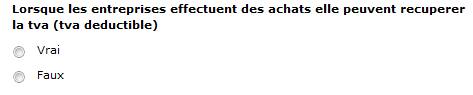 Lorsque les entreprises effectuent des achats elle peuvent recuperer
la tva (tva deductible)
Vrai
Faux